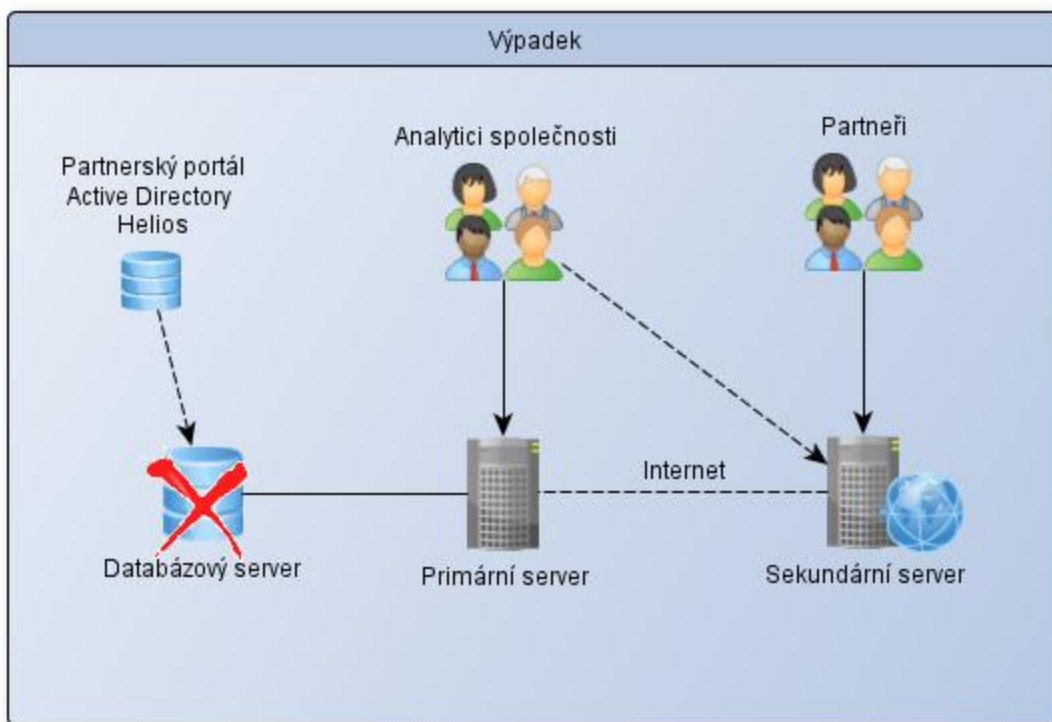 Výpadek
Partnerský portál
Active Directory
Helios
Analytici společnosti
Partneři
Internet
Databázový server
Primární server
Sekundární server